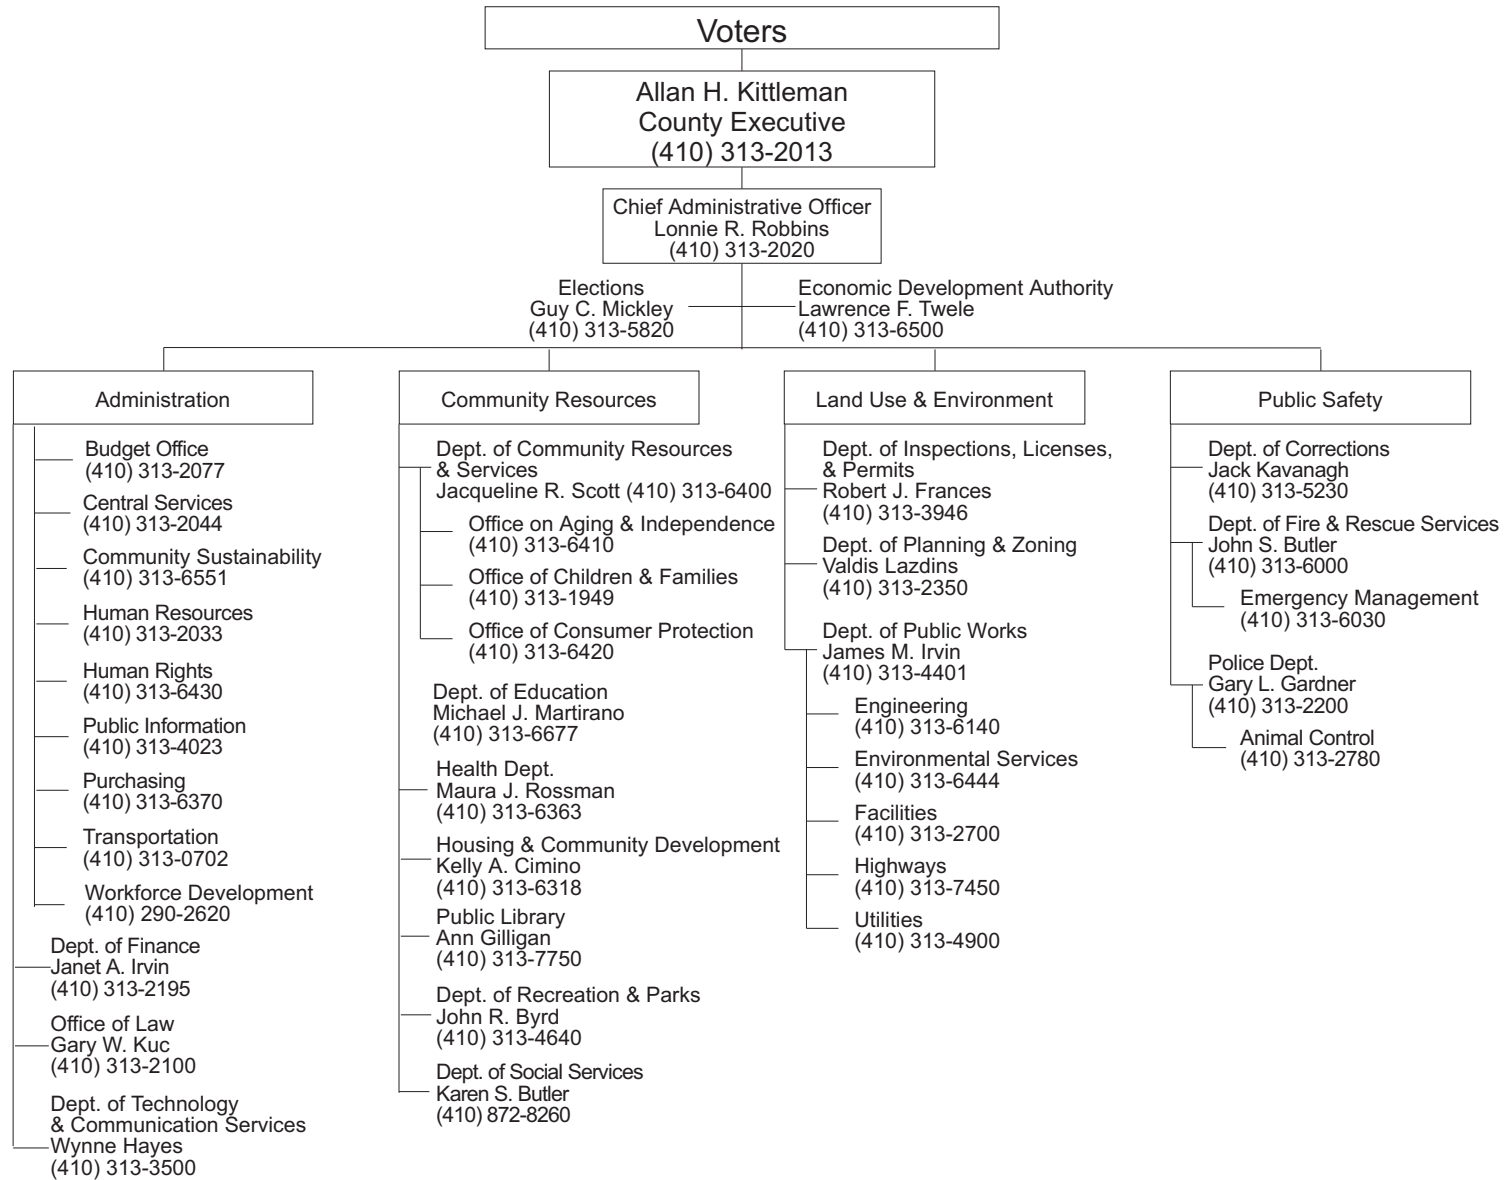 Voters
Allan H. Kittleman
County Executive
(410) 313-2013
Chief Administrative Officer
Lonnie R. Robbins
(410) 313-2020
Elections
Guy C. Mickley
(410) 313-5820
Economic Development Authority
Lawrence F. Twele
(410) 313-6500
Administration
Budget Office
(410) 313-2077
Central Services
(410) 313-2044
Community Sustainability
(410) 313-6551
Human Resources
(410) 313-2033
Human Rights
(410) 313-6430
Public Information
(410) 313-4023
Purchasing
(410) 313-6370
Transportation
(410) 313-0702
Workforce Development
(410) 290-2620
Dept. of Finance
Janet A. Irvin
(410) 313-2195
Office of Law
Gary W. Kuc
(410) 313-2100
Dept. of Technology
& Communication Services
Wynne Hayes
(410) 313-3500
Community Resources
Dept. of Community Resources
& Services
Jacqueline R. Scott (410) 313-6400
Office on Aging & Independence
(410) 313-6410
Office of Children & Families
(410) 313-1949
Office of Consumer Protection
(410) 313-6420
Dept. of Education
Michael J. Martirano
(410) 313-6677
Health Dept.
Maura J. Rossman
(410) 313-6363
Housing & Community Development
Kelly A. Cimino
(410) 313-6318
Public Library
Ann Gilligan
(410) 313-7750
Dept. of Recreation & Parks
John R. Byrd
(410) 313-4640
Dept. of Social Services
Karen S. Butler
(410) 872-8260
Land Use & Environment
Dept. of Inspections, Licenses,
& Permits
Robert J. Frances
(410) 313-3946
Dept. of Planning & Zoning
Valdis Lazdins
(410) 313-2350
Dept. of Public Works
James M. Irvin
(410) 313-4401
Engineering
(410) 313-6140
Environmental Services
(410) 313-6444
Facilities
(410) 313-2700
Highways
(410) 313-7450
Utilities
(410) 313-4900
Public Safety
Dept. of Corrections
Jack Kavanagh
(410) 313-5230
Dept. of Fire & Rescue Services
John S. Butler
(410) 313-6000
Emergency Management
(410) 313-6030
Police Dept.
Gary L. Gardner
(410) 313-2200
Animal Control
(410) 313-2780